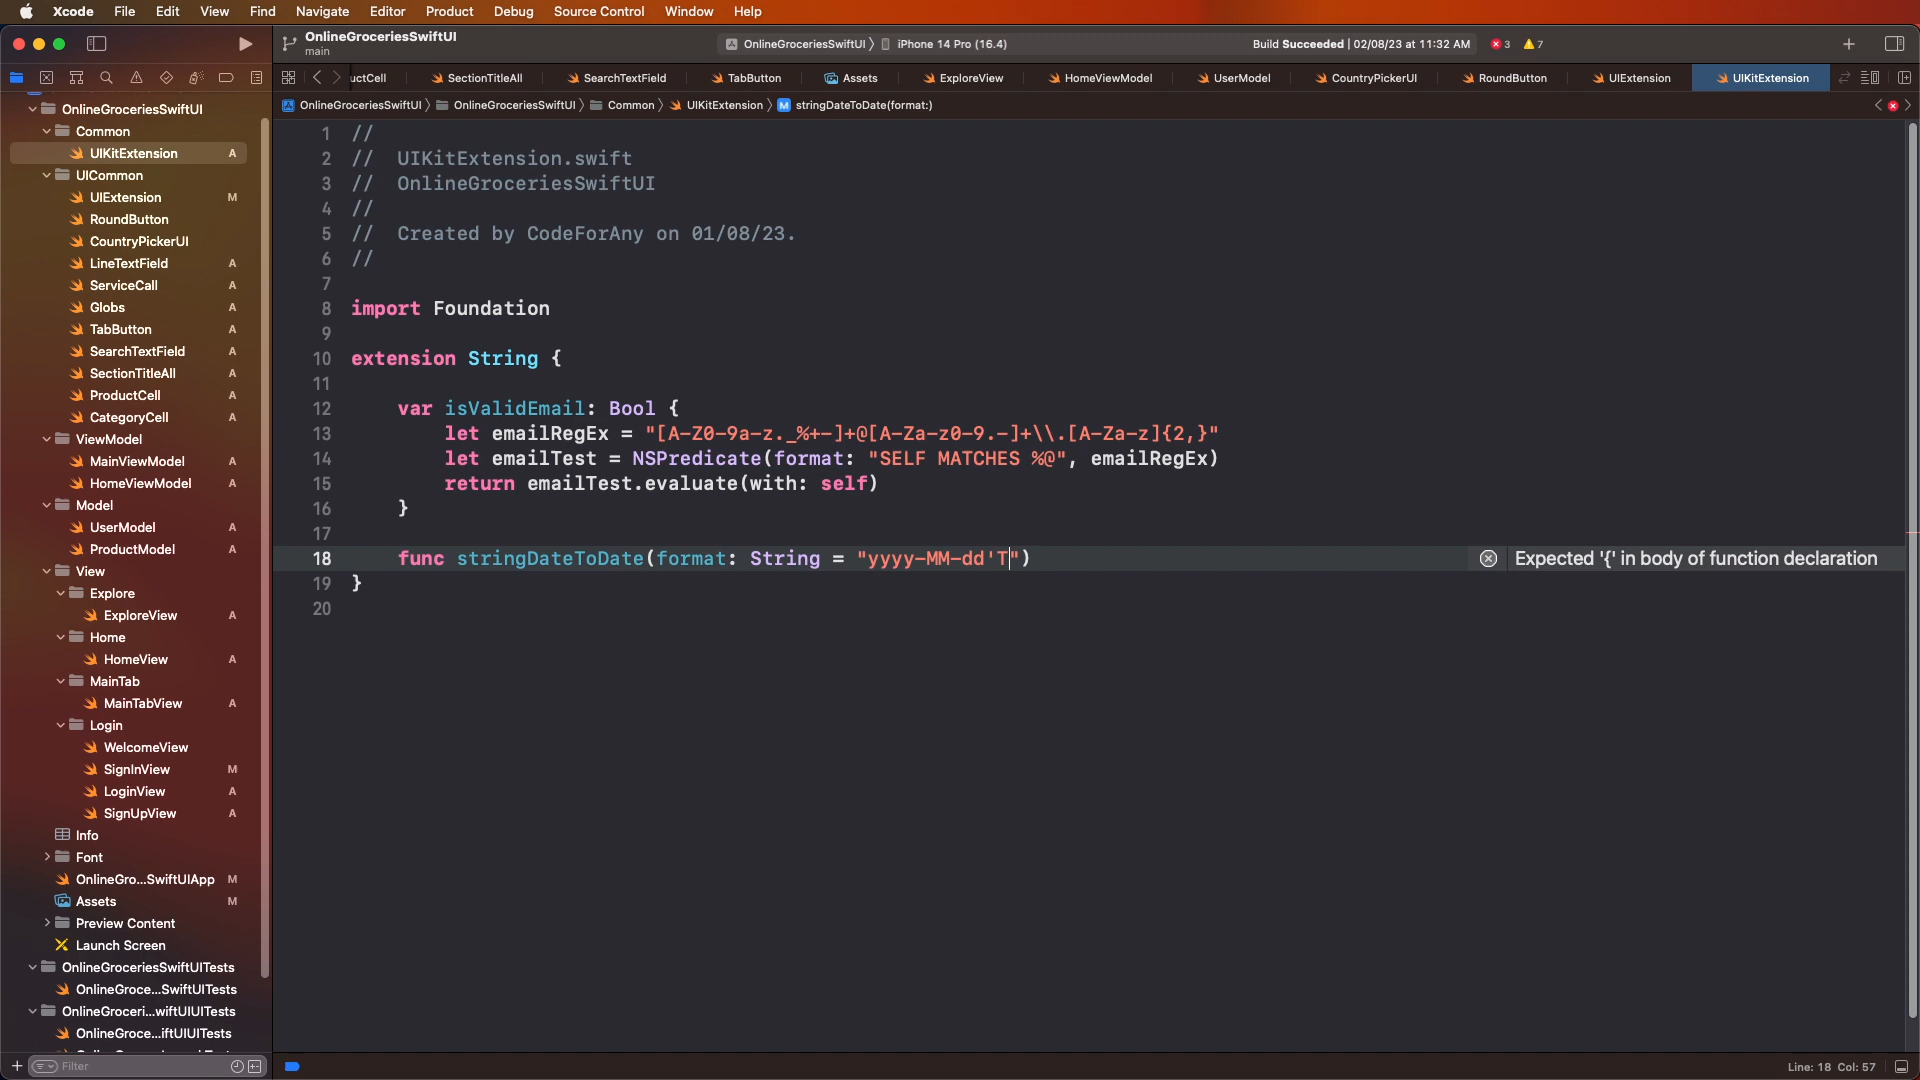 Xcode File Edit View Find Navigate Editor Product Debug Source Control Window Help
OnlineGroceriesSwiftUI
main
OnlineGroceriesSwiftUI iPhone 14 Pro (16.4)
Build Succeeded | 02/08/23 at 11:32 AM 3 7
uctCell SectionTitleAll SearchTextField TabButton Assets ExploreView HomeViewModel UserModel CountryPickerUI RoundButton UIExtension UIKitExtension
OnlineGroceriesSwiftUI OnlineGroceriesSwiftUI Common UIKitExtension M stringDateToDate(format:)
OnlineGroceriesSwiftUI
Common
UIKitExtension A
UICommon
UIExtension M
RoundButton
CountryPickerUI
LineTextField A
ServiceCall A
Globs A
TabButton A
SearchTextField A
SectionTitleAll A
ProductCell A
CategoryCell A
ViewModel
MainViewModel A
HomeViewModel A
Model
UserModel A
ProductModel A
View
Explore
ExploreView A
Home
HomeView A
MainTab
MainTabView A
Login
WelcomeView
SignInView M
LoginView A
SignUpView A
Info
Font
OnlineGro...SwiftUIApp M
Assets M
Preview Content
Launch Screen
OnlineGroceriesSwiftUITests
OnlineGroce...SwiftUITests
OnlineGroceri...wiftUIUITests
OnlineGroce...iftUIUITests
Filter
1 //
2 // UIKitExtension.swift
3 // OnlineGroceriesSwiftUI
4 //
5 // Created by CodeForAny on 01/08/23.
6 //
7
8 import Foundation
9
10 extension String {
11
12 var isValidEmail: Bool {
13 let emailRegEx = "[A-Z0-9a-z._%+-]+@[A-Za-z0-9.-]+\\.[A-Za-z]{2,}"
14 let emailTest = NSPredicate(format: "SELF MATCHES %@", emailRegEx)
15 return emailTest.evaluate(with: self)
16 }
17
18 func stringDateToDate(format: String = "yyyy-MM-dd'T") Expected '{' in body of function declaration
19 }
20
Line: 18 Col: 57